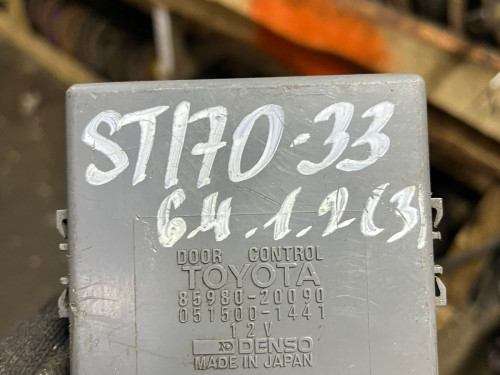 ST170-33
64.1.2(3)
DOOR CONTROL
TOYOTA
85980-20090
051500-1441
12V
DENSO
MADE IN JAPAN